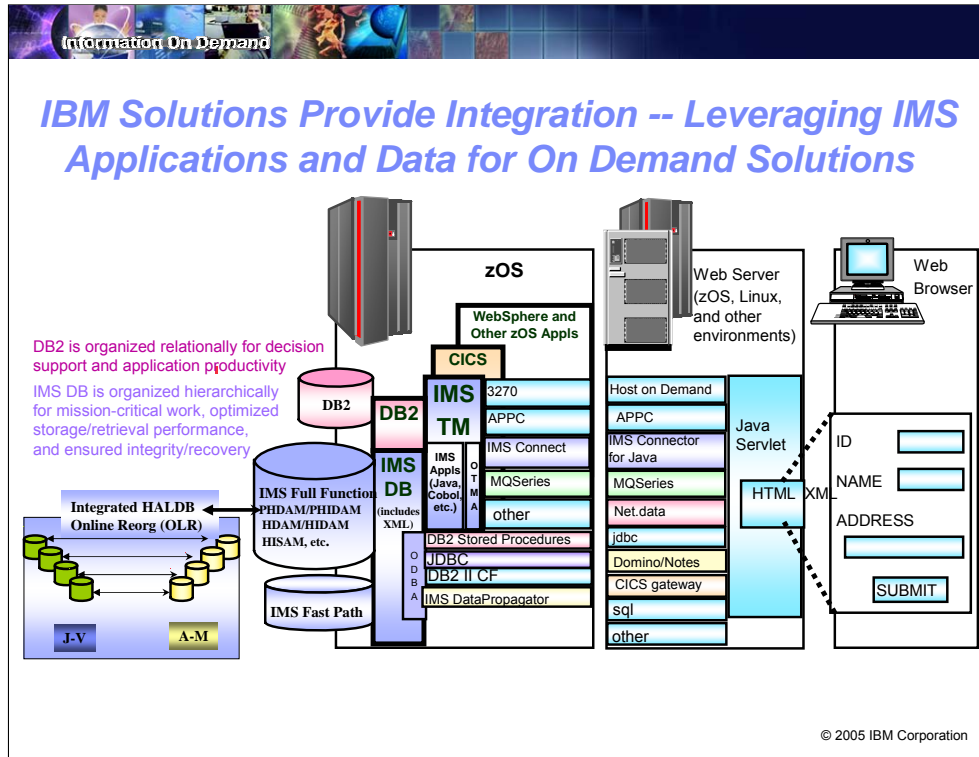 Information On Demand
IBM Solutions Provide Integration -- Leveraging IMS
Applications and Data for On Demand Solutions
DB2 is organized relationally for decision
support and application productivity
IMS DB is organized hierarchically
for mission-critical work, optimized
storage/retrieval performance,
and ensured integrity/recovery
Integrated HALDB
Online Reorg (OLR)
J-V
A-M
DB2
IMS Full Function
PHDAM/PHIDAM
HDAM/HIDAM
HISAM, etc.
IMS Fast Path
zOS
WebSphere and
Other zOS Appls
CICS
IMS
TM
DB2
IMS
DB
(includes
XML)
IMS
Appls
(Java,
Cobol,
etc.)
O
T
M
A
O
D
B
A
3270
APPC
IMS Connect
MQSeries
other
DB2 Stored Procedures
JDBC
DB2 II CF
IMS DataPropagator
Web Server
(zOS, Linux,
and other
environments)
Host on Demand
APPC
IMS Connector
for Java
MQSeries
Net.data
jdbc
Domino/Notes
CICS gateway
sql
other
Java
Servlet
HTML XML
Web
Browser
ID
NAME
ADDRESS
SUBMIT
© 2005 IBM Corporation